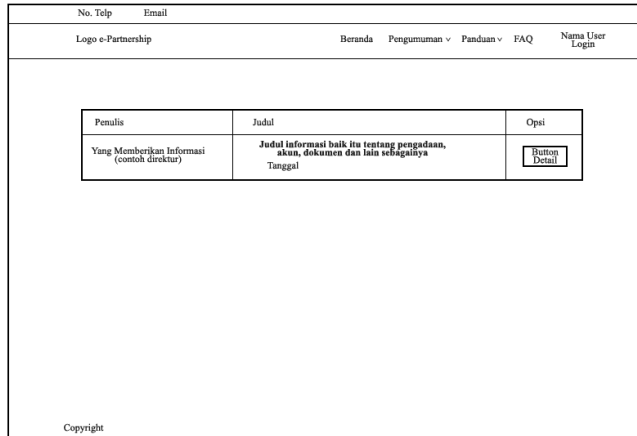 No. Telp Email
Logo e-Partnership Beranda Pengumuman v Panduan v FAQ Nama User
Login
Penulis Judul Opsi
Yang Memberikan Informasi
(contoh direktur)
Judul informasi baik itu tentang pengadaan,
akun, dokumen dan lain sebagainya
Tanggal
Button
Detail
Copyright